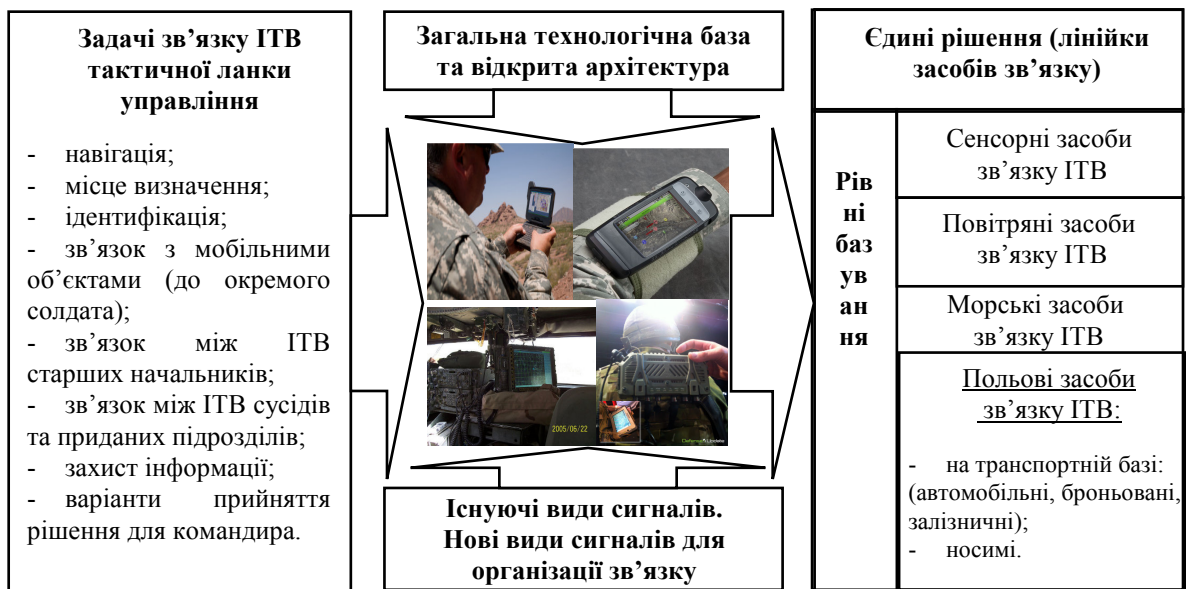 Задачі зв’язку ІТВ
тактичної ланки
управління
- навігація;
- місце визначення;
- ідентифікація;
- зв’язок з мобільними
об’єктами (до окремого
солдата);
- зв’язок між ІТВ
старших начальників;
- зв’язок між ІТВ сусідів
та приданих підрозділів;
- захист інформації;
- варіанти прийняття
рішення для командира.
Загальна технологічна база
та відкрита архітектура
2005/06/22
Defense Update
Існуючі види сигналів.
Нові види сигналів для
організації зв’язку
Єдині рішення (лінійки
засобів зв’язку)
Рів
ні
баз
ув
ан
ня
Сенсорні засоби
зв’язку ІТВ
Повітряні засоби
зв’язку ІТВ
Морські засоби
зв’язку ІТВ
Польові засоби
зв’язку ІТВ:
- на транспортній базі:
(автомобільні, броньовані,
залізничні);
- носимі.